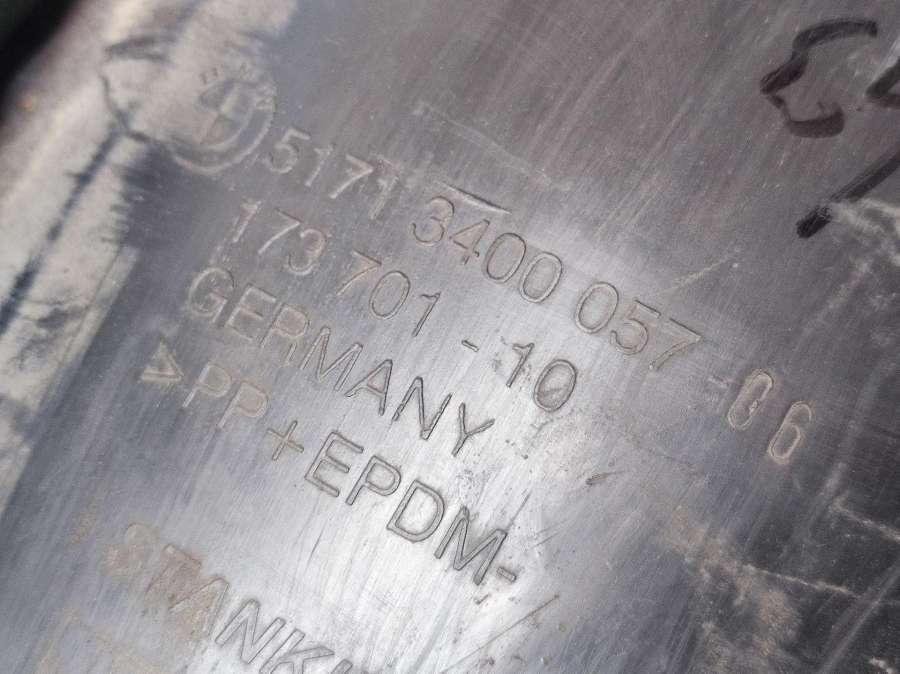 5171 3400 057 -06
173 701 - 10
GERMANY
>PP+EPDM-